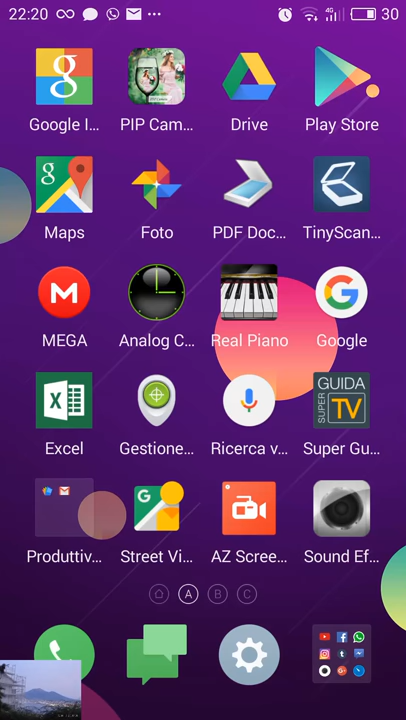 22:20 4G 30
Google I... PIP Cam... Drive Play Store
Maps Foto PDF Doc... TinyScan...
MEGA Analog C... Real Piano Google
GUIDA
SUPER TV
Excel Gestione... Ricerca v... Super Gu...
Produttiv... Street Vi... AZ Scree... Sound Ef...
A B C